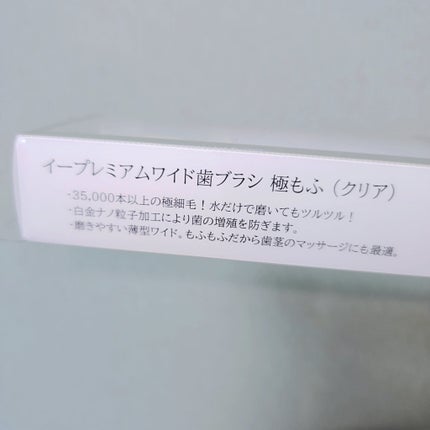 イープレミアムワイド歯ブラシ 極もふ（クリア）
-35,000本以上の極細毛！水だけで磨いてもツルツル！
-白金ナノ粒子加工により菌の増殖を防ぎます。
-磨きやすい薄型ワイド。もふもふだから歯茎のマッサージにも最適。